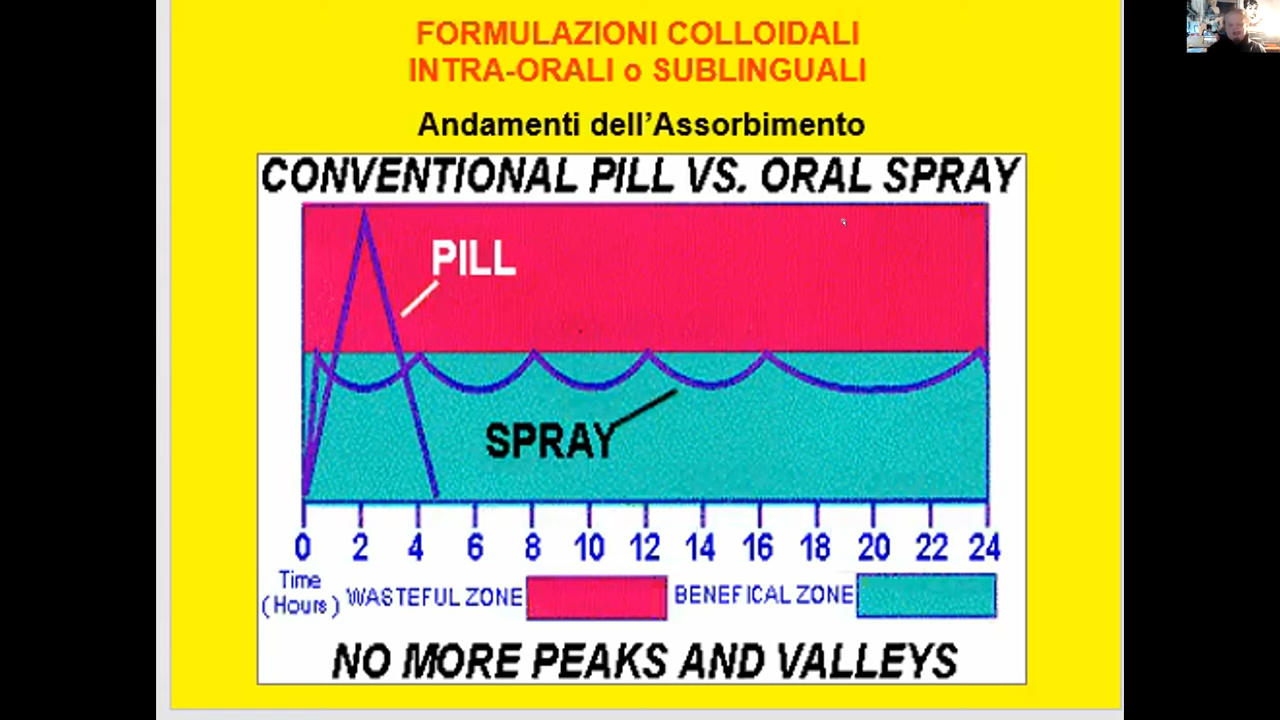 FORMULAZIONI COLLOIDALI
INTRA-ORALI o SUBLINGUALI
Andamenti dell'Assorbimento
CONVENTIONAL PILL VS. ORAL SPRAY
PILL
SPRAY
0 2 4 6 8 10 12 14 16 18 20 22 24
Time
(Hours) WASTEFUL ZONE BENEFICAL ZONE
NO MORE PEAKS AND VALLEYS